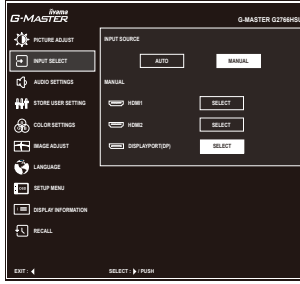 iiyama
G-MASTER
G-MASTER G2766HSU
PICTURE ADJUST
INPUT SELECT
AUDIO SETTINGS
STORE USER SETTING
COLOR SETTINGS
IMAGE ADJUST
LANGUAGE
OSD SETUP MENU
DISPLAY INFORMATION
RECALL
INPUT SOURCE
AUTO MANUAL
MANUAL
HDMI1 SELECT
HDMI2 SELECT
DISPLAYPORT(DP) SELECT
EXIT : SELECT : / PUSH